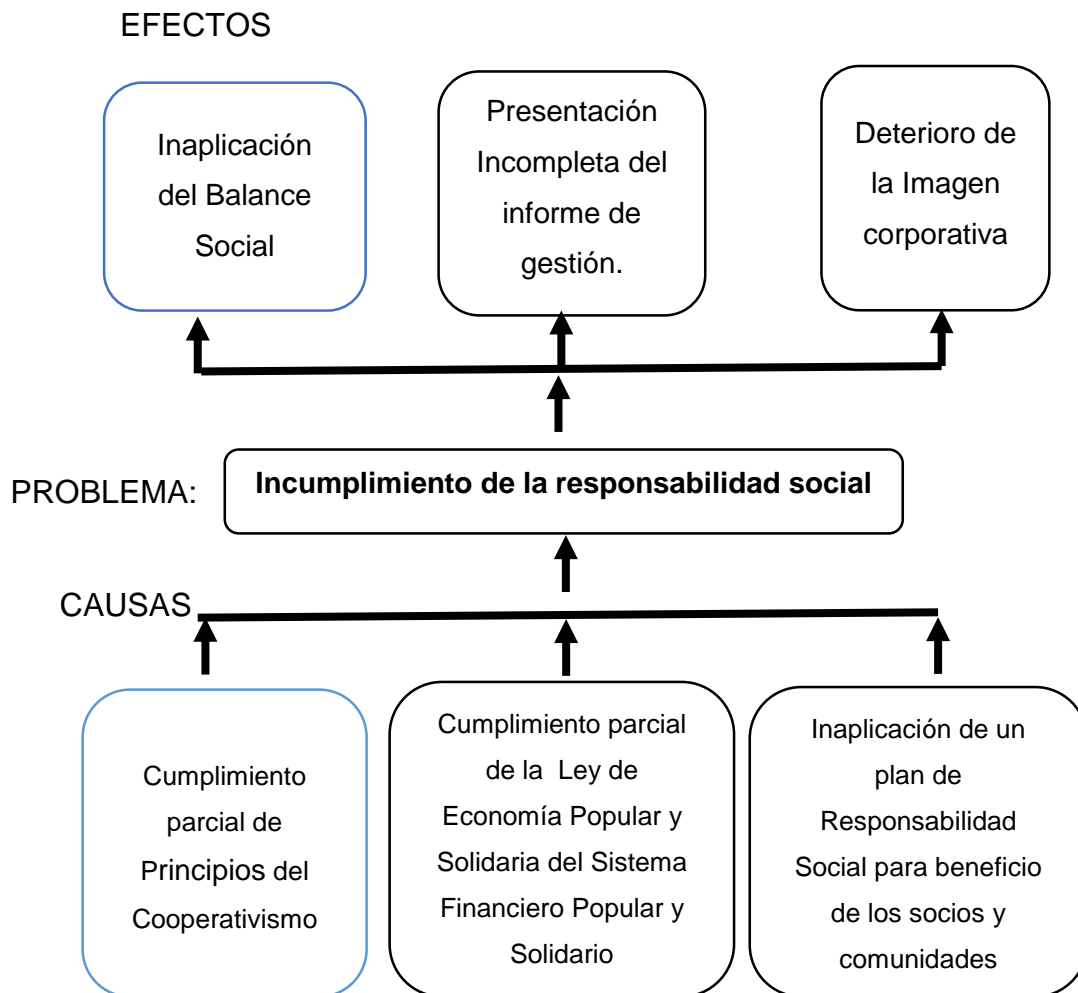 EFECTOS
Inaplicación
del Balance
Social
Presentación
Incompleta del
informe de
gestión.
Deterioro de
la Imagen
corporativa
PROBLEMA:
Incumplimiento de la responsabilidad social
CAUSAS
Cumplimiento
parcial de
Principios del
Cooperativismo
Cumplimiento parcial
de la Ley de
Economía Popular y
Solidaria del Sistema
Financiero Popular y
Solidario
Inaplicación de un
plan de
Responsabilidad
Social para beneficio
de los socios y
comunidades